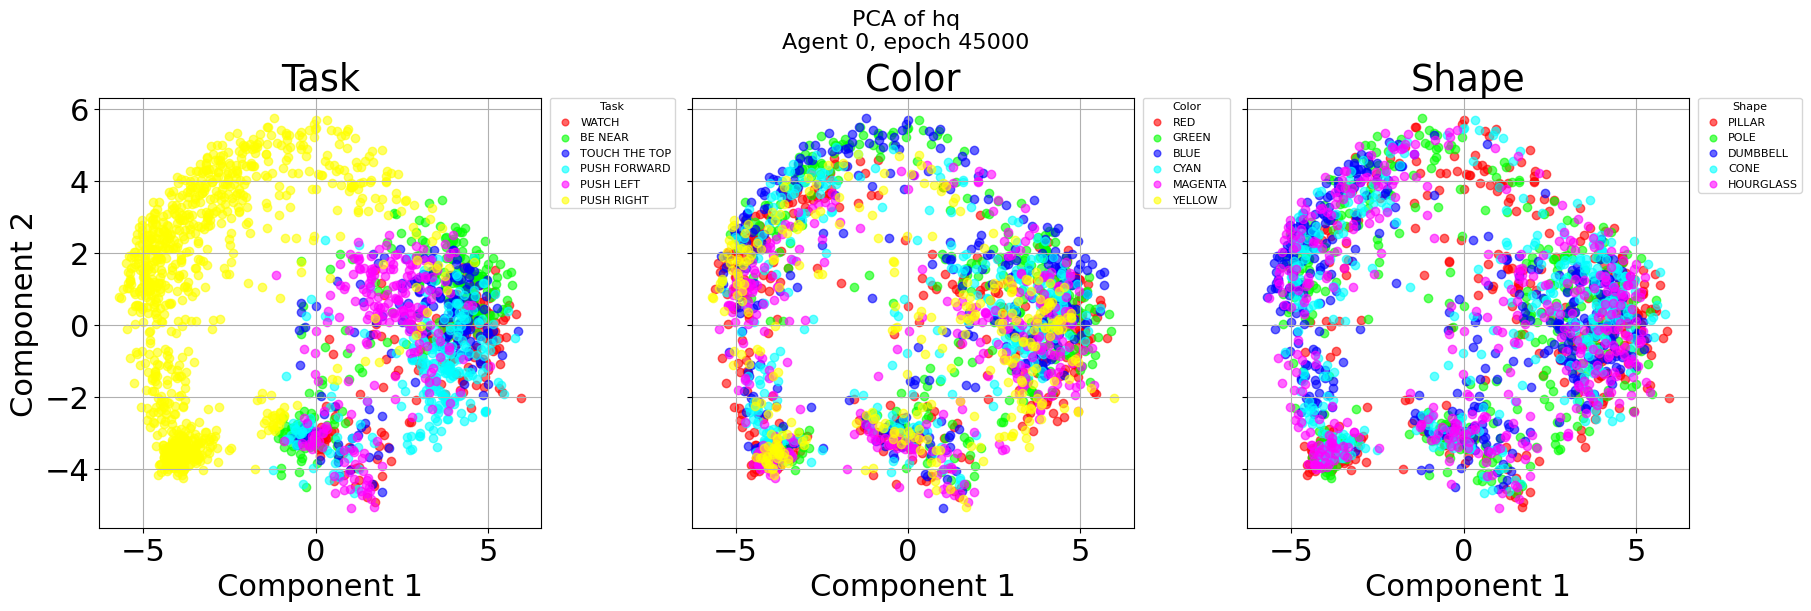 PCA of hq
Agent 0, epoch 45000
Task
Component 2
6
4
2
0
−2
−4
−5
0
5
Component 1
Task
WATCH
BE NEAR
TOUCH THE TOP
PUSH FORWARD
PUSH LEFT
PUSH RIGHT
Color
−5
0
5
Component 1
Color
RED
GREEN
BLUE
CYAN
MAGENTA
YELLOW
Shape
−5
0
5
Component 1
Shape
PILLAR
POLE
DUMBBELL
CONE
HOURGLASS